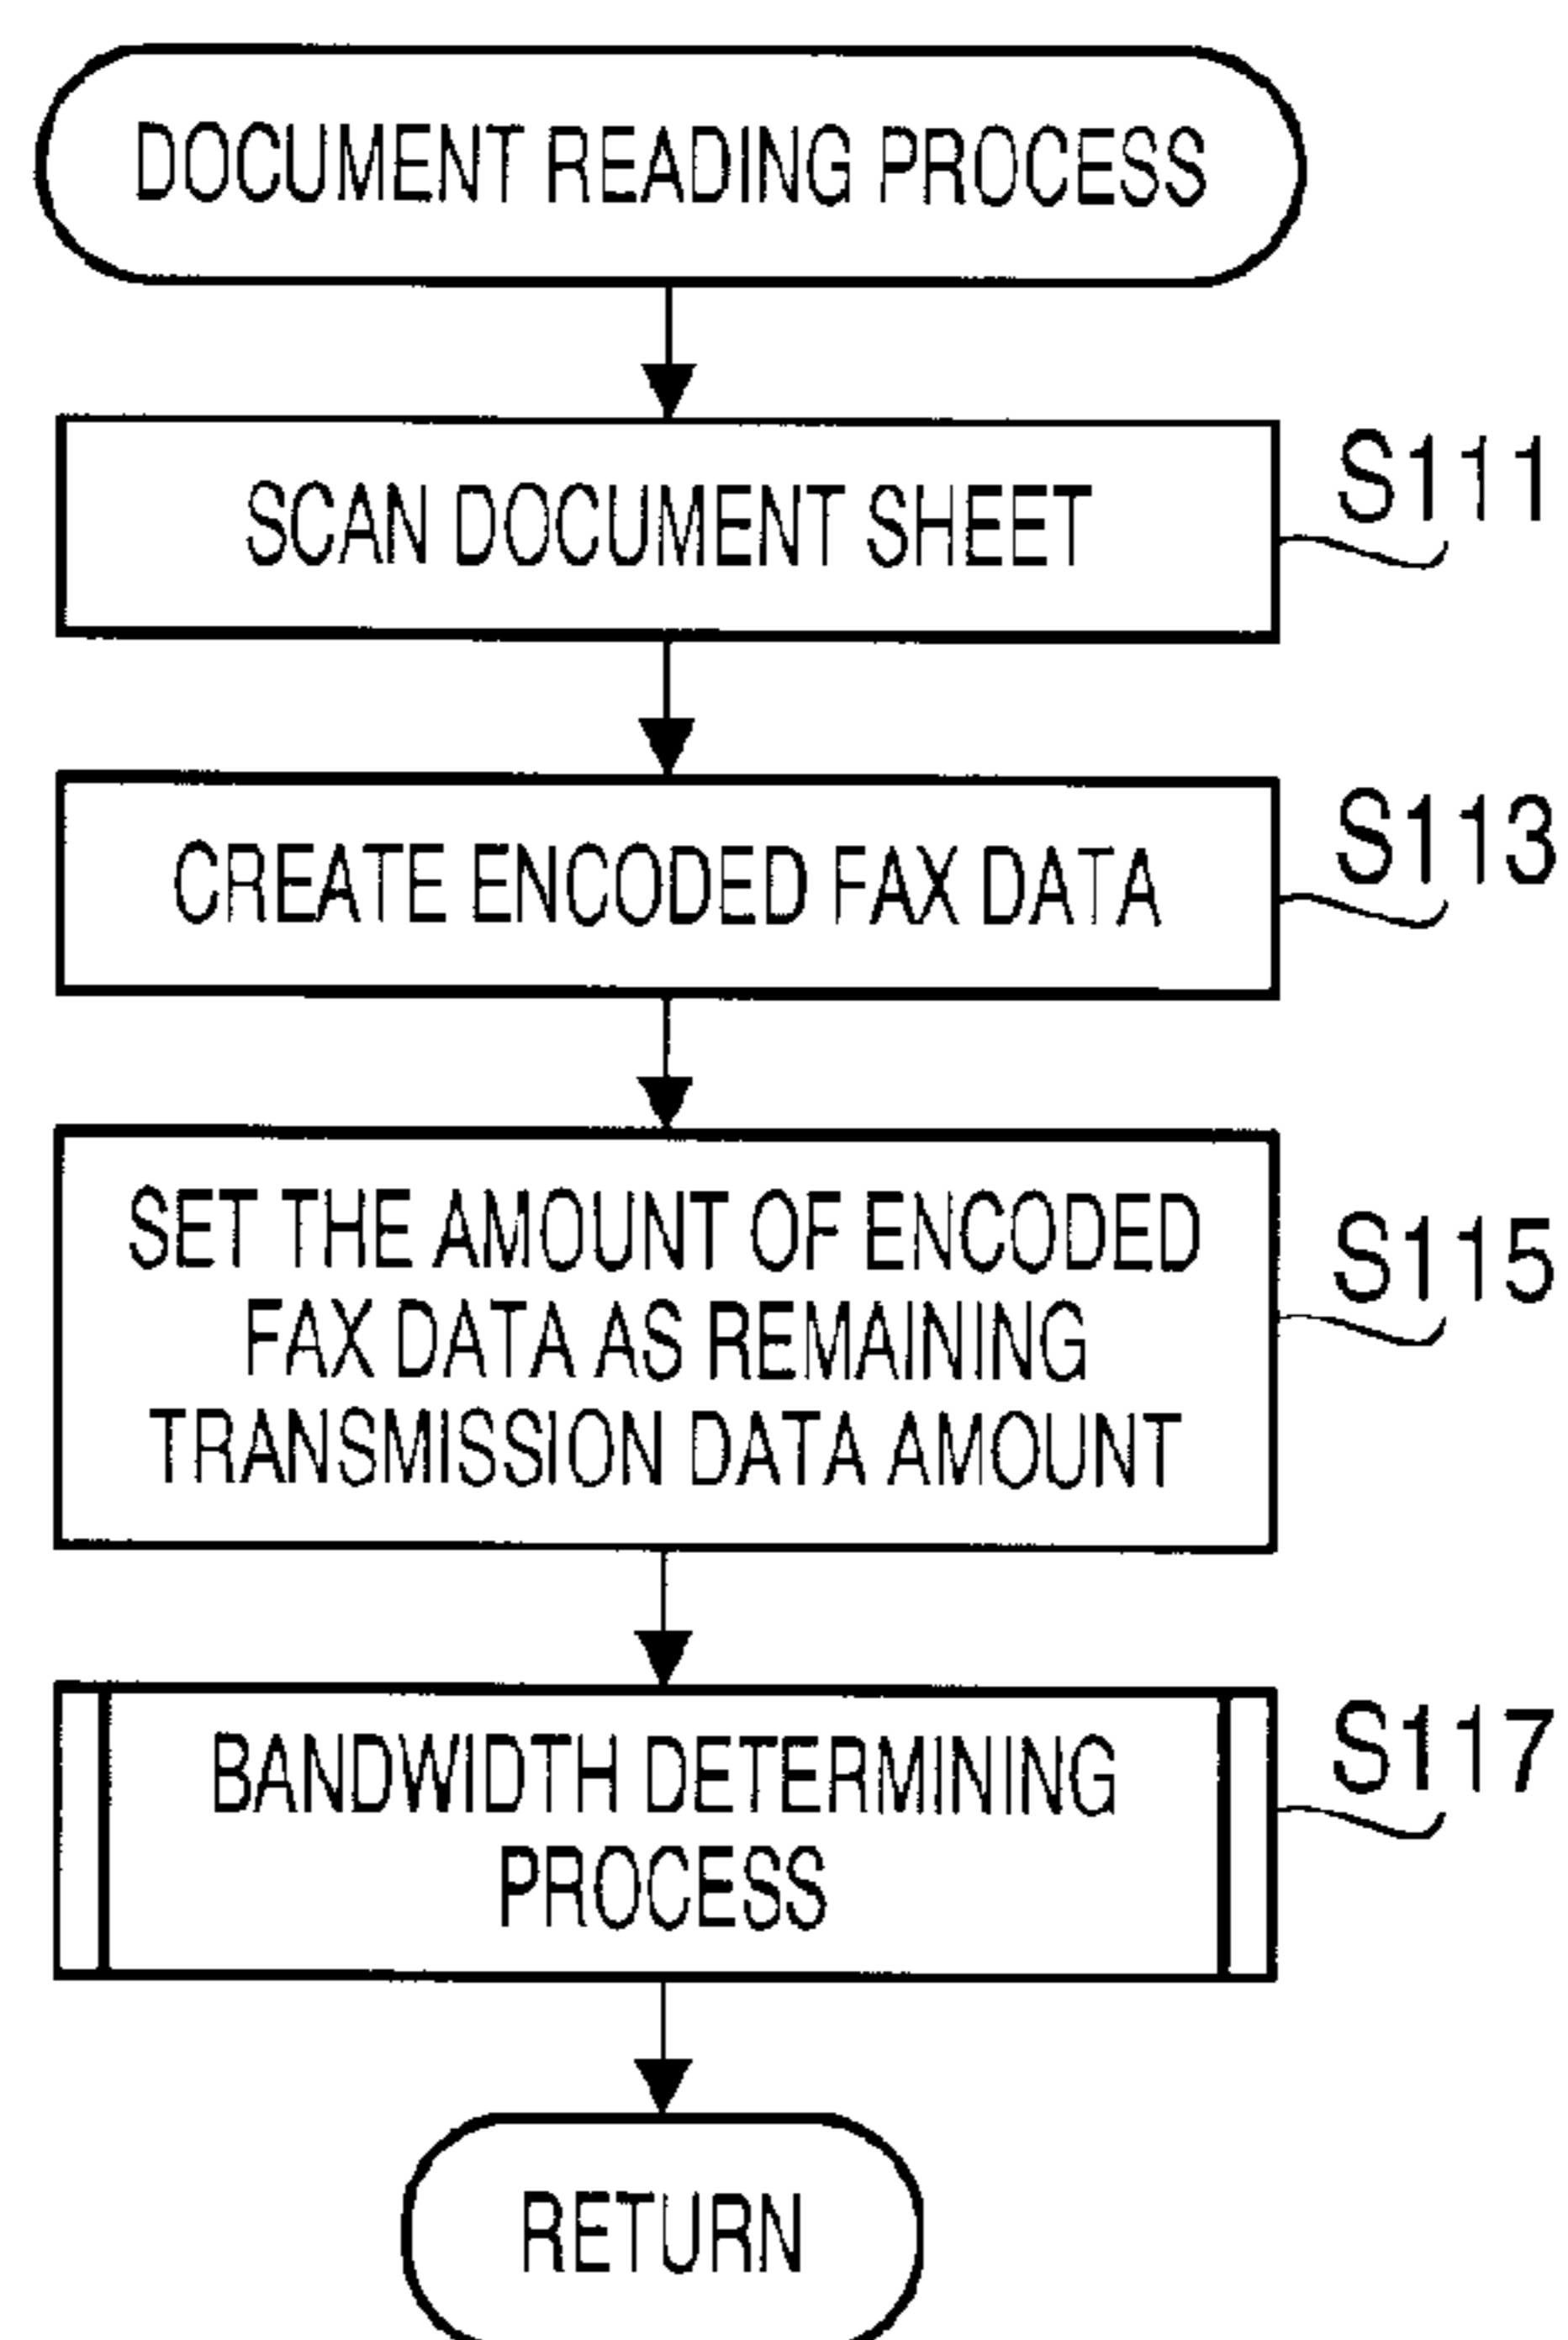 DOCUMENT READING PROCESS
SCAN DOCUMENT SHEET
S111
CREATE ENCODED FAX DATA
S113
SET THE AMOUNT OF ENCODED
FAX DATA AS REMAINING
TRANSMISSION DATA AMOUNT
S115
BANDWIDTH DETERMINING
PROCESS
S117
RETURN